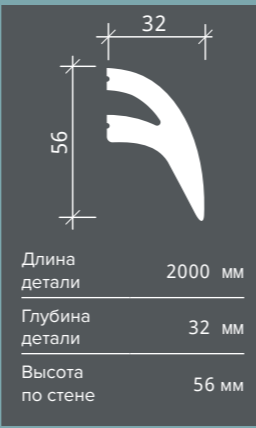 32
56
Длина
детали
2000 мм
Глубина
детали
32 мм
Высота
по стене
56 мм